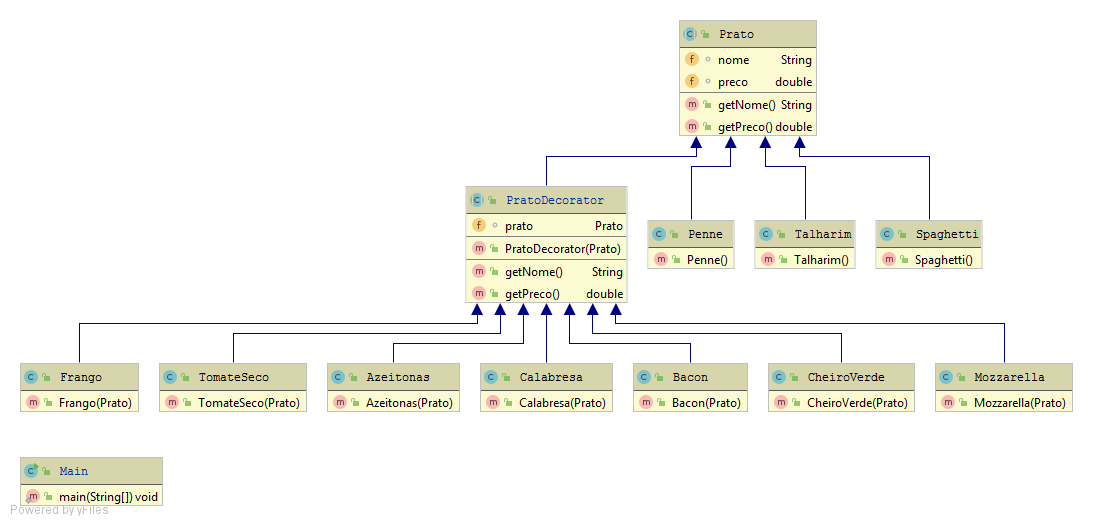 Prato
nome String
preco double
getNome() String
getPreco() double
PratoDecorator
prato Prato
PratoDecorator(Prato)
getNome() String
getPreco() double
Penne
Penne()
Talharim
Talharim()
Spaghetti
Spaghetti()
Frango
Frango(Prato)
TomateSeco
TomateSeco(Prato)
Azeitonas
Azeitonas(Prato)
Calabresa
Calabresa(Prato)
Bacon
Bacon(Prato)
CheiroVerde
CheiroVerde(Prato)
Mozzarella
Mozzarella(Prato)
Main
main(String[]) void
Powered by yFiles